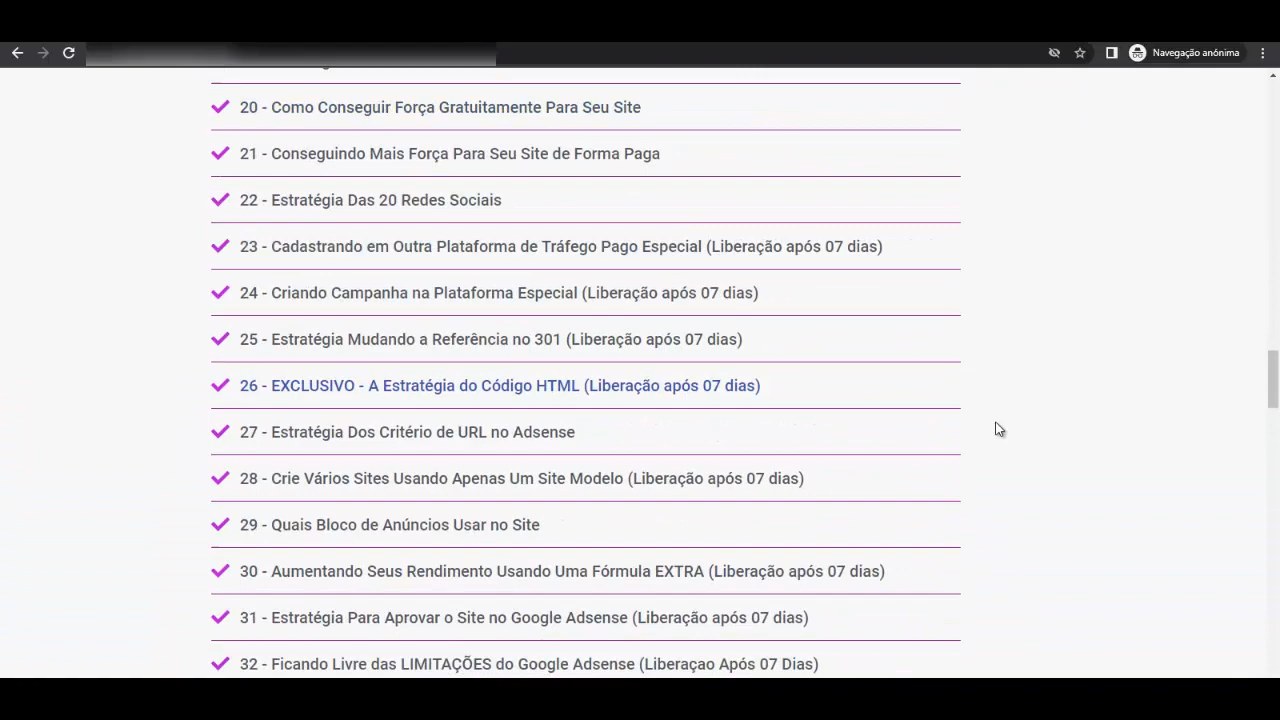 Navegação anónima
20 - Como Conseguir Força Gratuitamente Para Seu Site
21 - Conseguindo Mais Força Para Seu Site de Forma Paga
22 - Estratégia Das 20 Redes Sociais
23 - Cadastrando em Outra Plataforma de Tráfego Pago Especial (Liberação após 07 dias)
24 - Criando Campanha na Plataforma Especial (Liberação após 07 dias)
25 - Estratégia Mudando a Referência no 301 (Liberação após 07 dias)
26 - EXCLUSIVO - A Estratégia do Código HTML (Liberação após 07 dias)
27 - Estratégia Dos Critério de URL no Adsense
28 - Crie Vários Sites Usando Apenas Um Site Modelo (Liberação após 07 dias)
29 - Quais Bloco de Anúncios Usar no Site
30 - Aumentando Seus Rendimento Usando Uma Fórmula EXTRA (Liberação após 07 dias)
31 - Estratégia Para Aprovar o Site no Google Adsense (Liberação após 07 dias)
32 - Ficando Livre das LIMITAÇÕES do Google Adsense (Liberaçao Após 07 Dias)